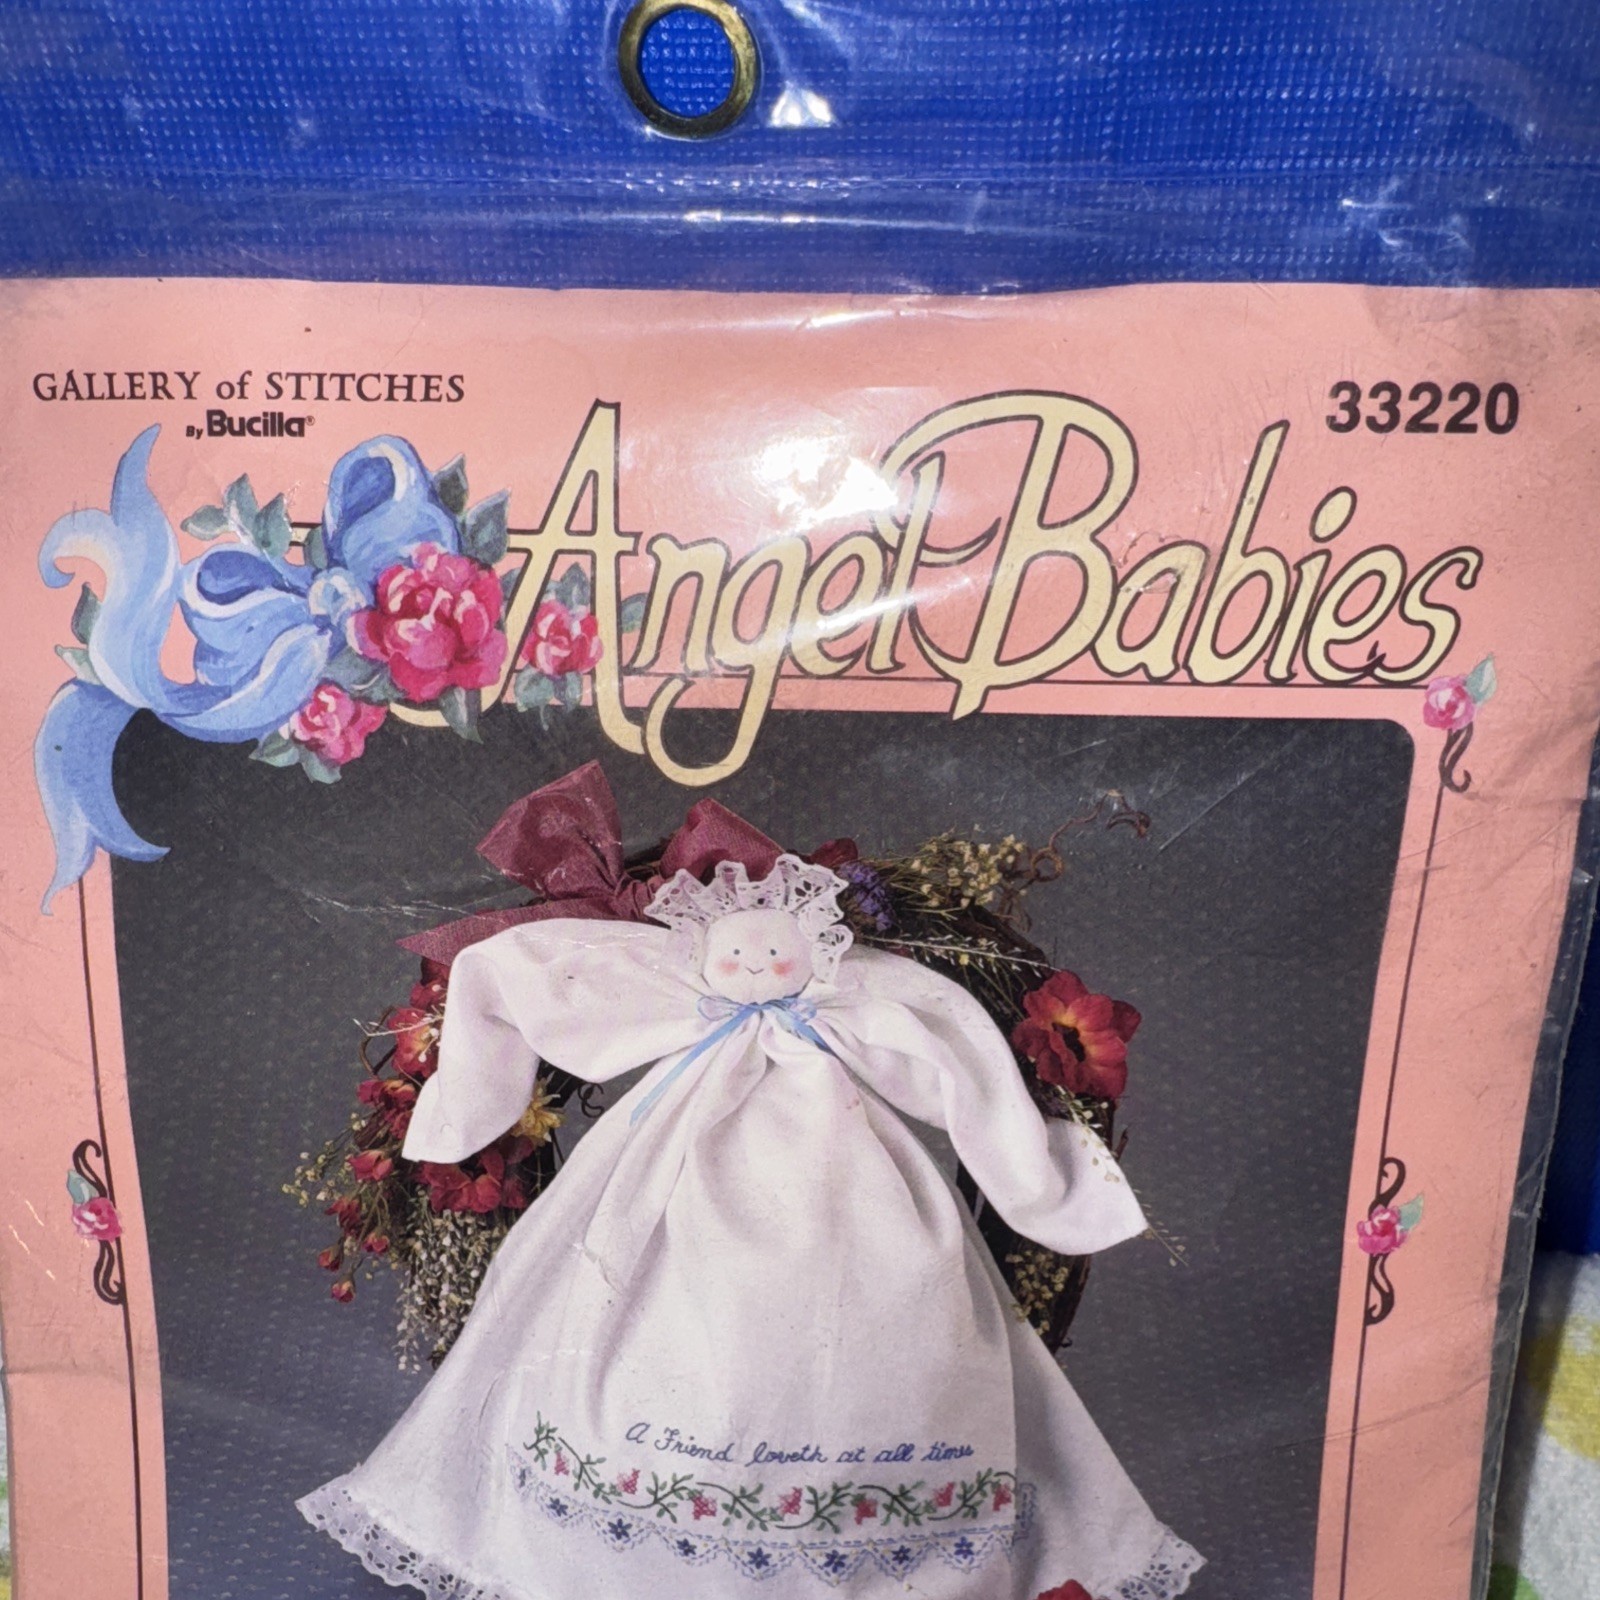 GALLERY of STITCHES
By Bucilla®
33220
Angel Babies
A Friend loveth at all times